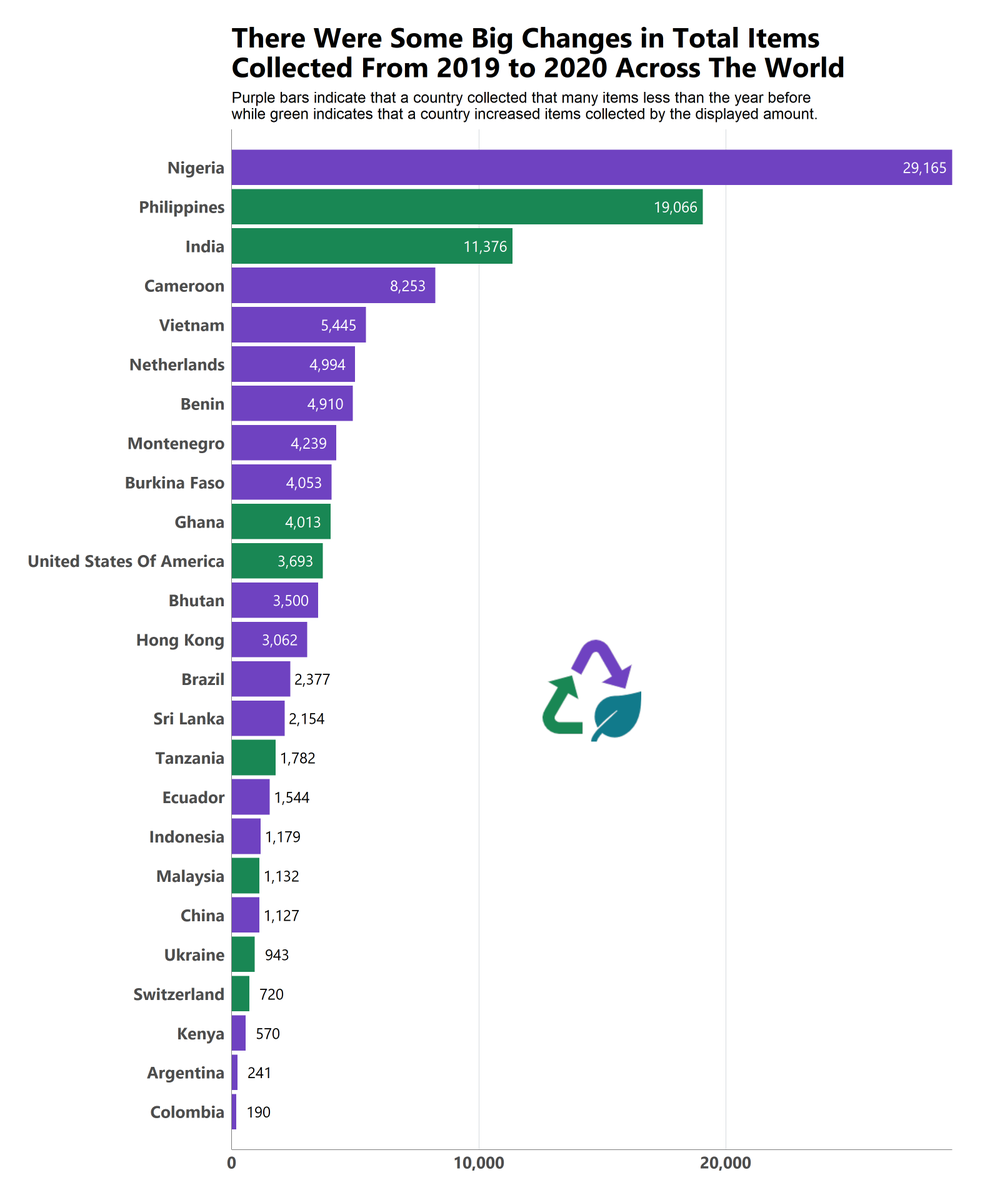 There Were Some Big Changes in Total Items
Collected From 2019 to 2020 Across The World
Purple bars indicate that a country collected that many items less than the year before
while green indicates that a country increased items collected by the displayed amount.
Nigeria 29,165
Philippines 19,066
India 11,376
Cameroon 8,253
Vietnam 5,445
Netherlands 4,994
Benin 4,910
Montenegro 4,239
Burkina Faso 4,053
Ghana 4,013
United States Of America 3,693
Bhutan 3,500
Hong Kong 3,062
Brazil 2,377
Sri Lanka 2,154
Tanzania 1,782
Ecuador 1,544
Indonesia 1,179
Malaysia 1,132
China 1,127
Ukraine 943
Switzerland 720
Kenya 570
Argentina 241
Colombia 190
0 10,000 20,000